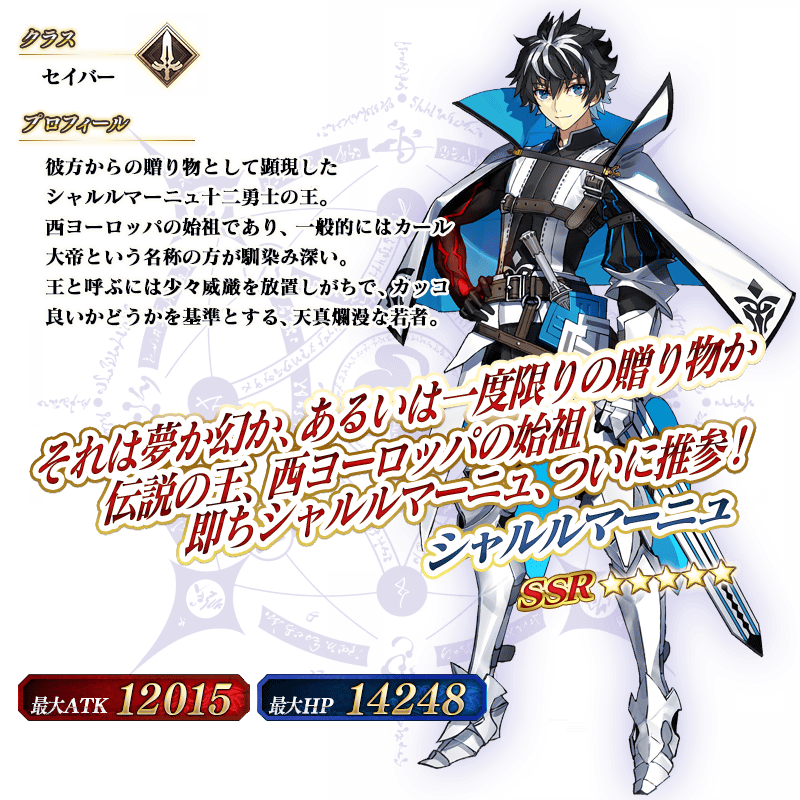 クラス
セイバー
プロフィール
彼方からの贈り物として顕現した
シャルルマーニュ十二勇士の王。
西ヨーロッパの始祖であり、一般的にはカール
大帝という名称の方が馴染み深い。
王と呼ぶには少々威厳を放置しがちで、カッコ
良いかどうかを基準とする、天真爛漫な若者。
それは夢か幻か、あるいは一度限りの贈り物か
伝説の王、西ヨーロッパの始祖
即ちシャルルマーニュ、ついに推参！
シャルルマーニュ
SSR ★★★★★
最大ATK 12015
最大HP 14248